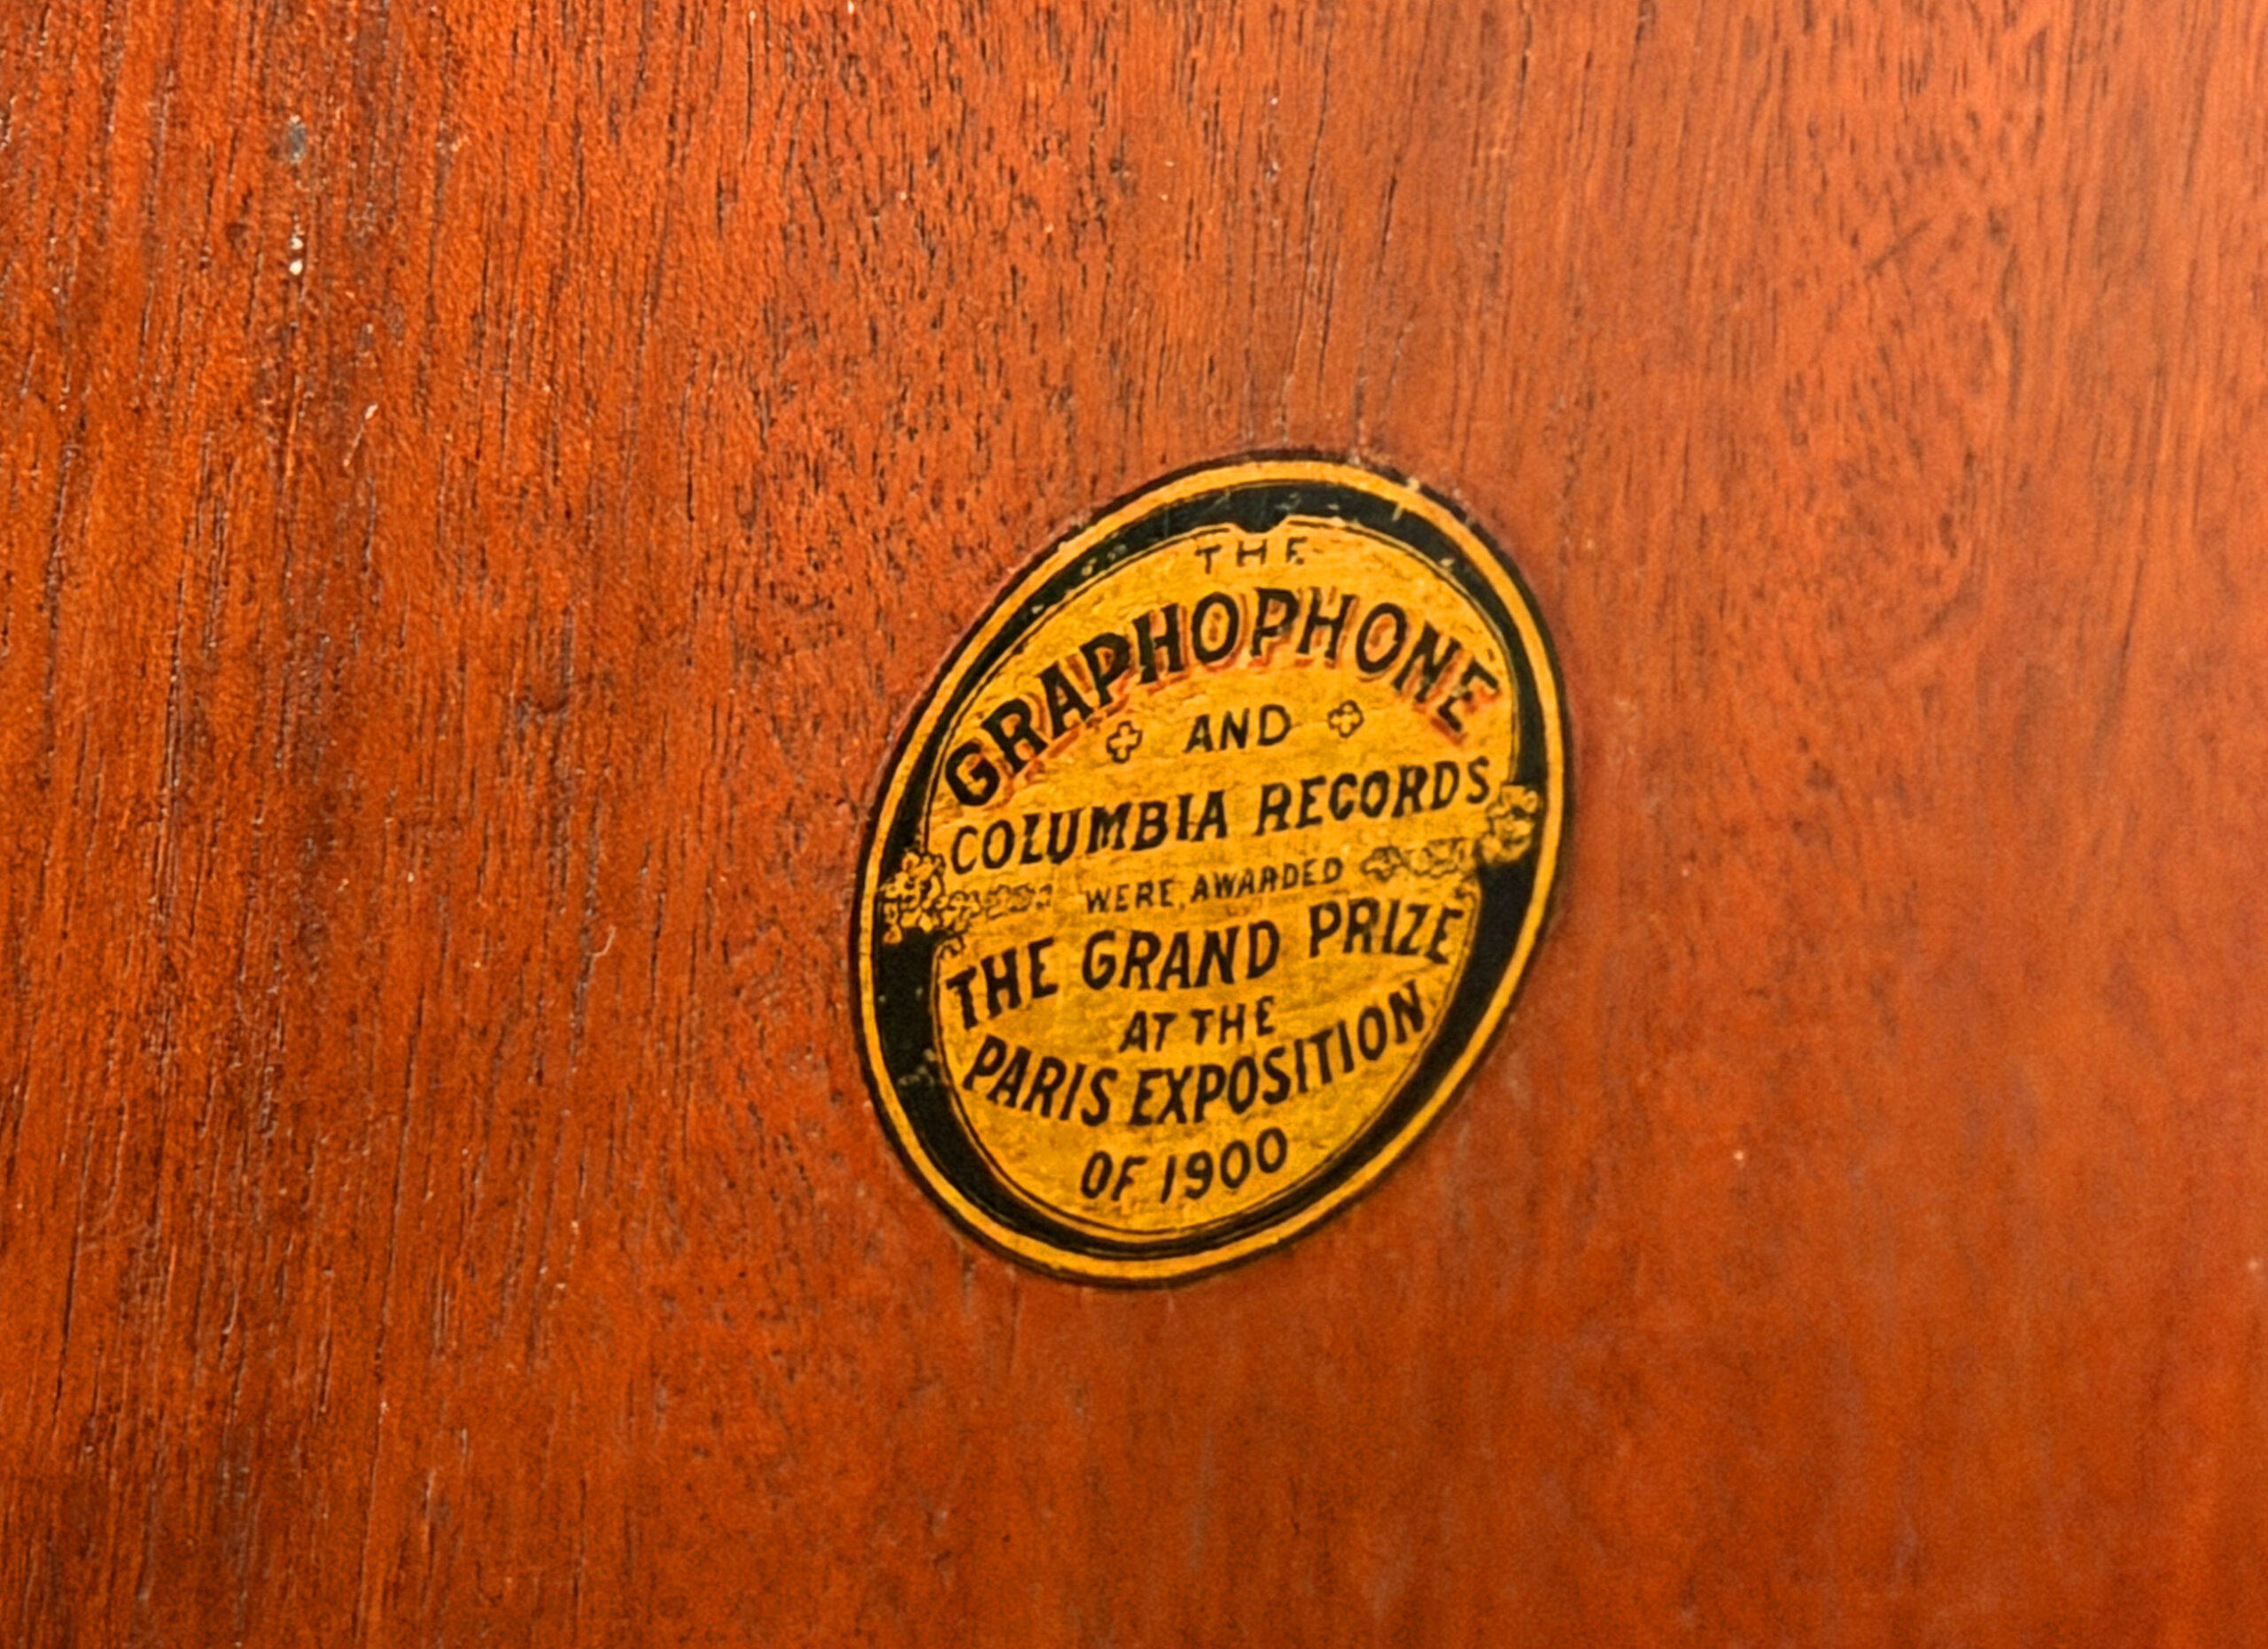 THE
GRAPHOPHONE
AND
COLUMBIA RECORDS
WERE AWARDED
THE GRAND PRIZE
AT THE
PARIS EXPOSITION
OF 1900